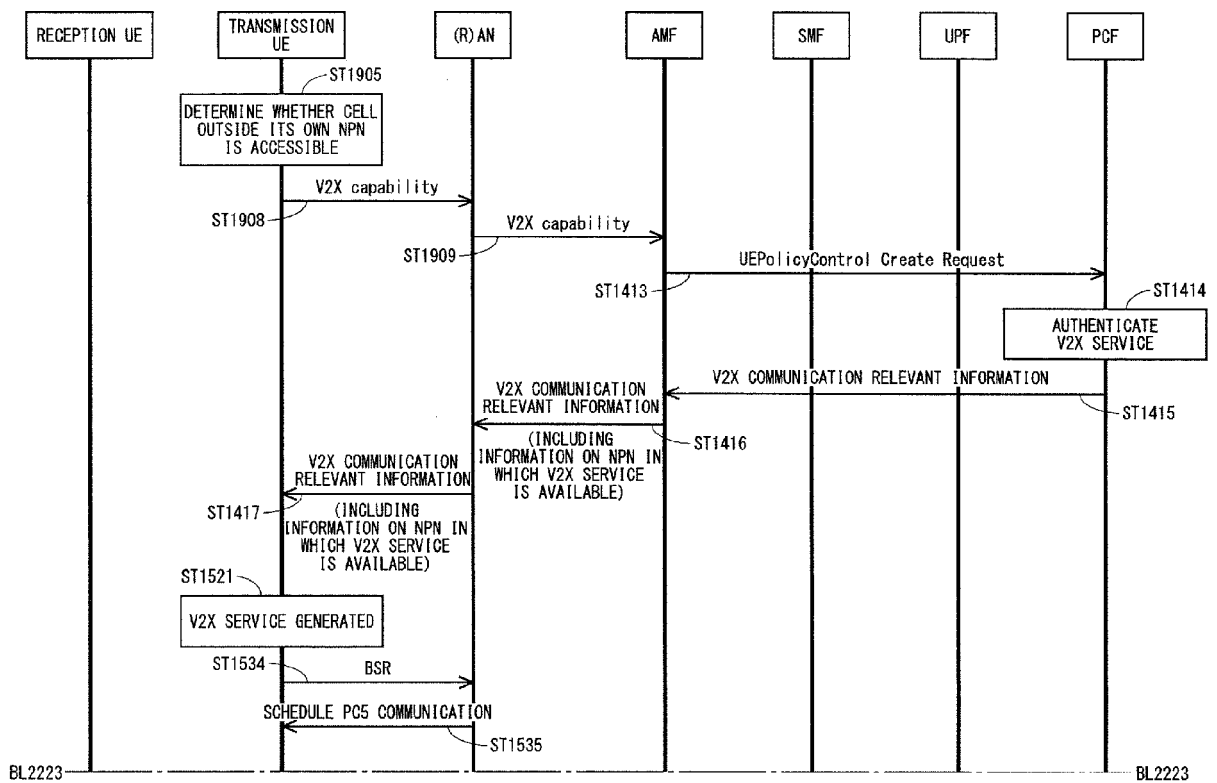 RECEPTION UE
TRANSMISSION
UE
(R)AN
AMF
SMF
UPF
PCF
ST1905
DETERMINE WHETHER CELL
OUTSIDE ITS OWN NPN
IS ACCESSIBLE
V2X capability
ST1908
V2X capability
ST1909
UEPolicyControl Create Request
ST1413
ST1414
AUTHENTICATE
V2X SERVICE
V2X COMMUNICATION RELEVANT INFORMATION
ST1415
V2X COMMUNICATION
RELEVANT INFORMATION
ST1416
(INCLUDING
INFORMATION ON NPN IN
WHICH V2X SERVICE
IS AVAILABLE)
V2X COMMUNICATION
RELEVANT INFORMATION
ST1417
(INCLUDING
INFORMATION ON NPN IN
WHICH V2X SERVICE
IS AVAILABLE)
ST1521
V2X SERVICE GENERATED
ST1534
BSR
SCHEDULE PC5 COMMUNICATION
ST1535
BL2223
BL2223